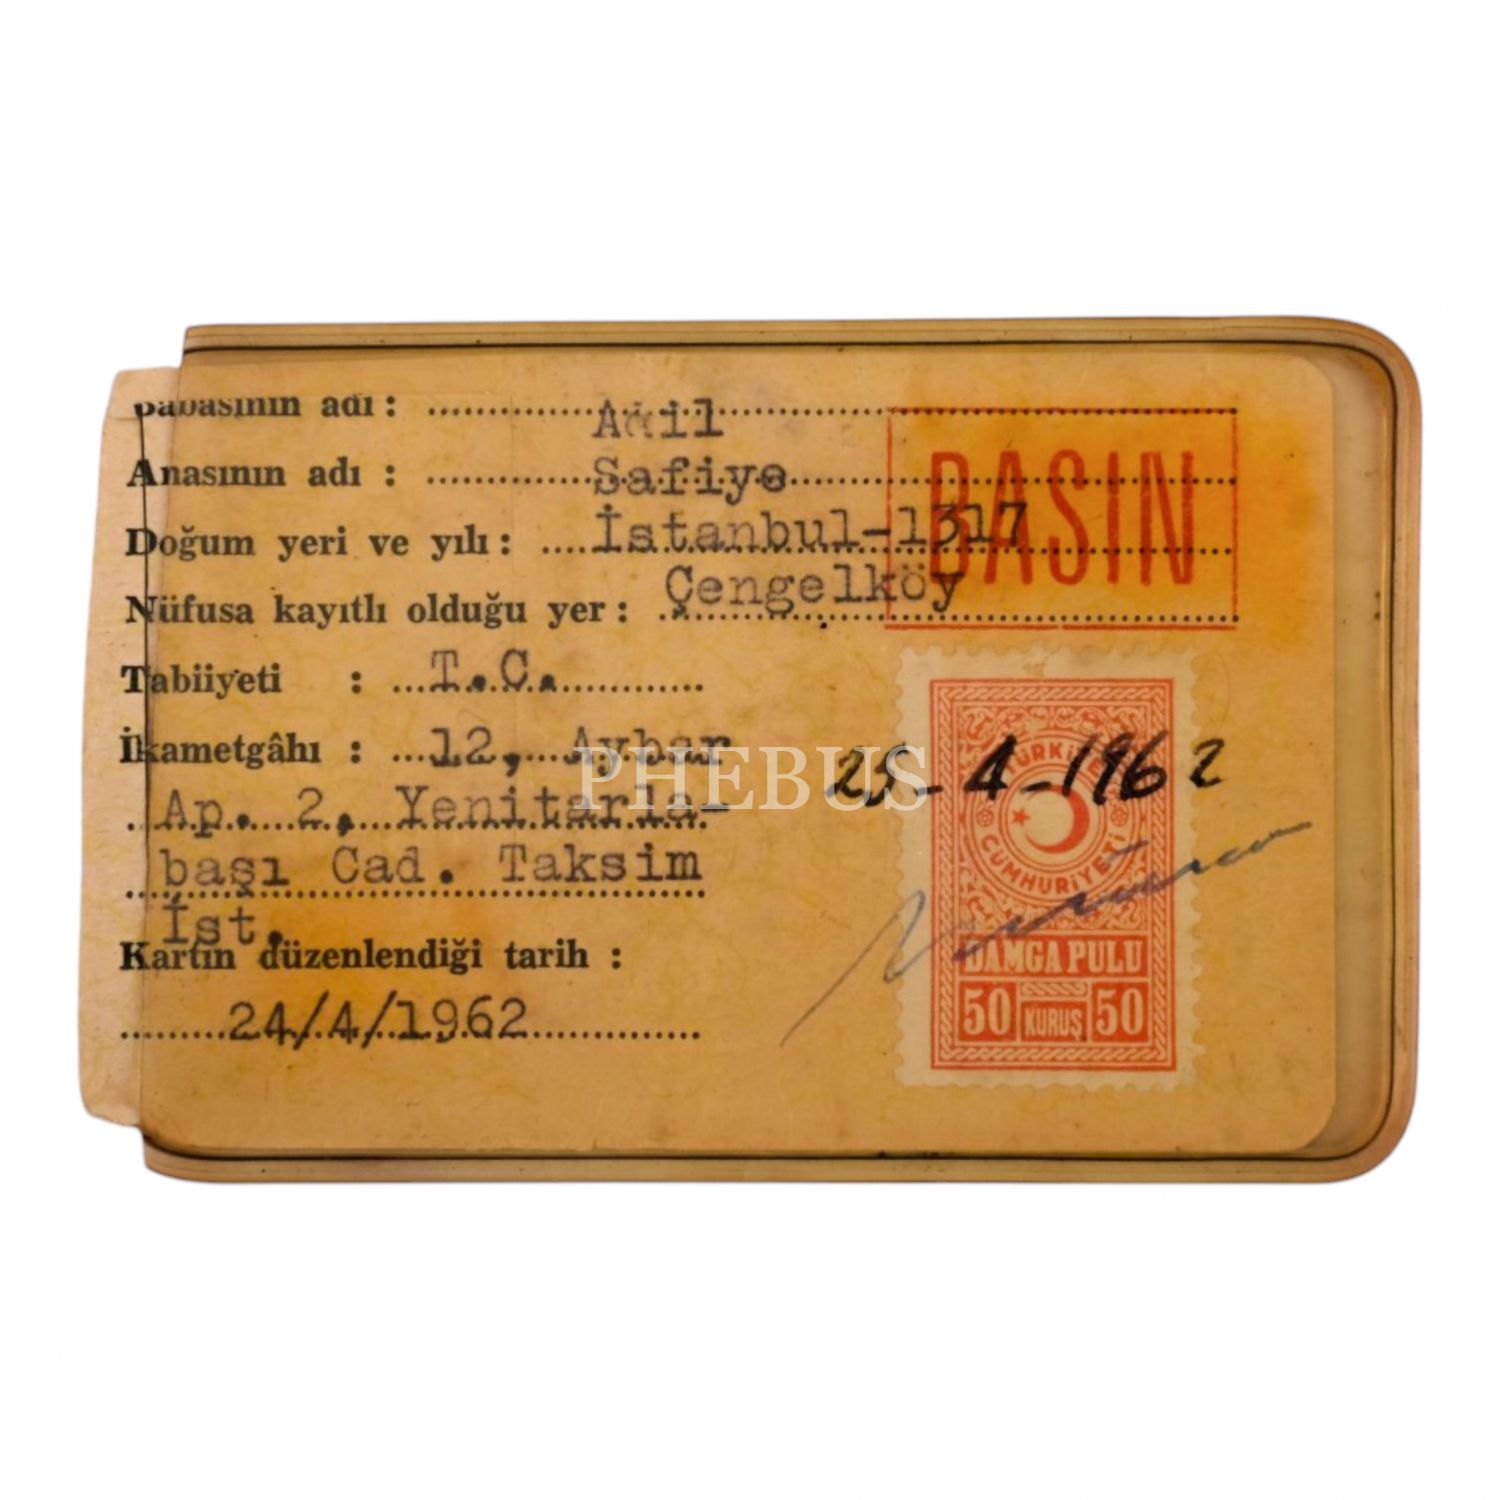 Babasının adı : Adil
Anasının adı : Safiye
Doğum yeri ve yılı : İstanbul-1317
Nüfusa kayıtlı olduğu yer : Çengelköy
Tabiiyeti : T.C.
İkametgâhı : 12, Aybar
Ap. 2, Yenitarla-
başı Cad. Taksim
İst.
Kartın düzenlendiği tarih :
24/4/1962
BASIN
25-4-1962
TÜRKİYE
CUMHURİYETİ
DAMGA PULU
50 KURUŞ 50
PHEBUS